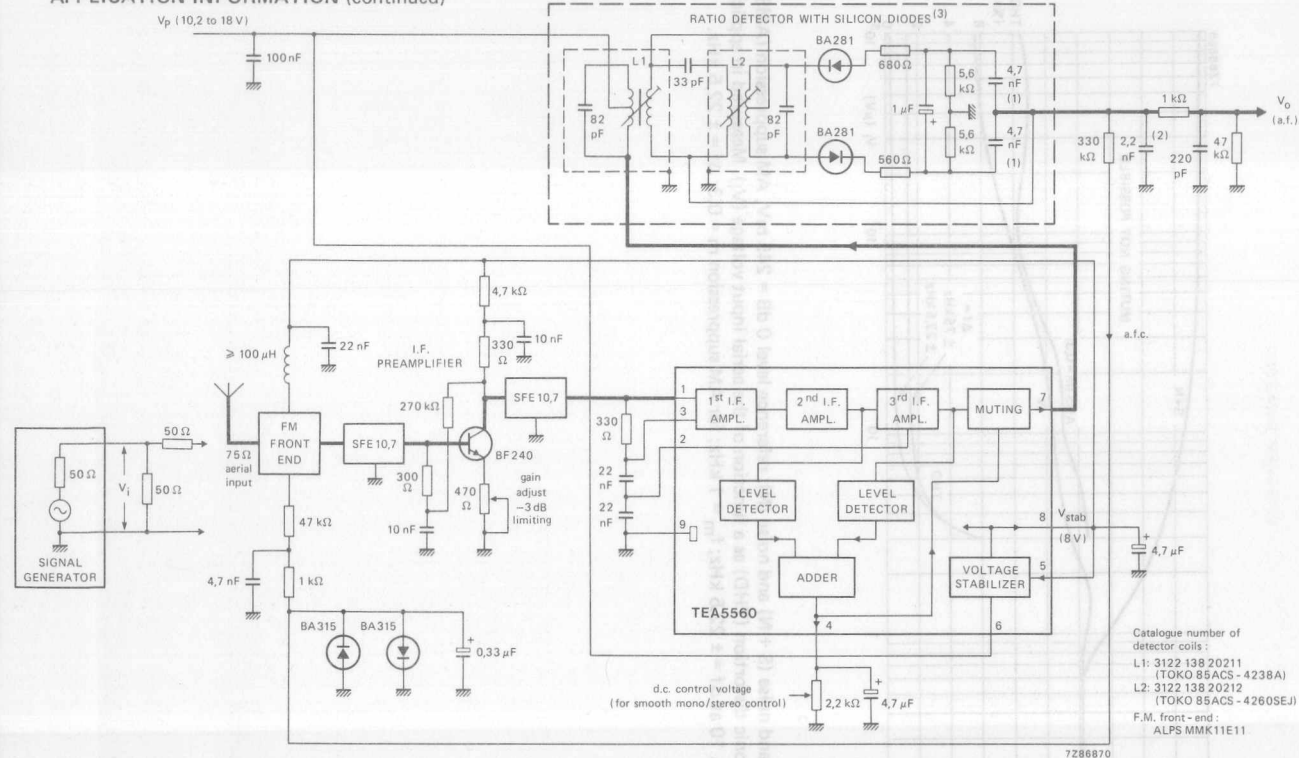 APPLICATION INFORMATION (continued)
VP (10,2 to 18 V)
100 nF
RATIO DETECTOR WITH SILICON DIODES(3)
BA281
L1
L2
33 pF
82 pF
82 pF
680Ω
BA281
560Ω
1 μF
+
5,6 kΩ
5,6 kΩ
4,7 nF (1)
4,7 nF (1)
1 kΩ
Vo (a.f.)
330 kΩ
2,2 nF
(2)
220 pF
47 kΩ
a.f.c.
4,7 kΩ
10 nF
330 Ω
22 nF
≥ 100 μH
I.F. PREAMPLIFIER
270 kΩ
SFE 10,7
FM FRONT END
SFE 10,7
75Ω aerial input
BF240
300 Ω
470 Ω
gain adjust −3 dB limiting
10 nF
50 Ω
50 Ω
Vi
50 Ω
SIGNAL GENERATOR
47 kΩ
4,7 nF
1 kΩ
BA315
BA315
+
0,33 μF
330 Ω
22 nF
22 nF
1
3
2
9
1st I.F. AMPL.
2nd I.F. AMPL.
3rd I.F. AMPL.
MUTING
7
LEVEL DETECTOR
LEVEL DETECTOR
ADDER
Vstab (8 V)
8
VOLTAGE STABILIZER
5
TEA5560
4
6
+
4,7 μF
d.c. control voltage
(for smooth mono/stereo control)
2,2 kΩ
+
4,7 μF
Catalogue number of
detector coils :
L1: 3122 138 20211
(TOKO 85ACS - 4238A)
L2: 3122 138 20212
(TOKO 85ACS - 4260SEJ)
F.M. front - end :
ALPS MMK11E11
7Z86870